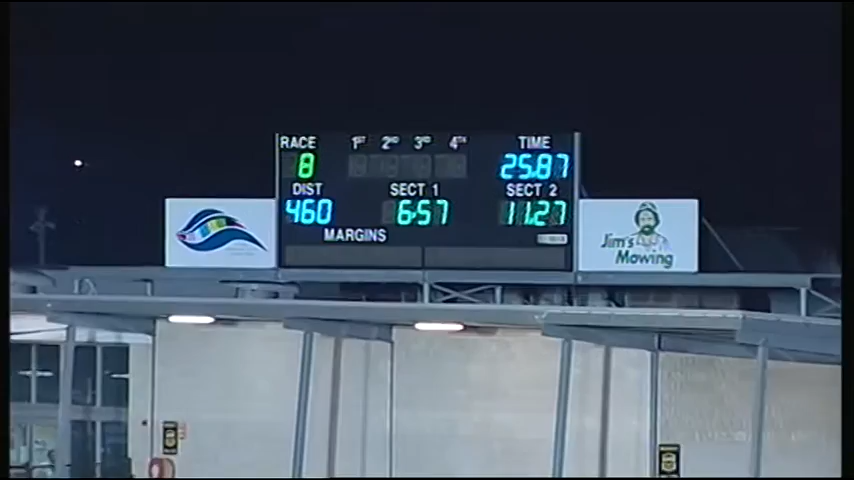 RACE 1ST 2ND 3RD 4TH TIME
8 25.87
DIST SECT 1 SECT 2
460 6.57 11.27
MARGINS
Jim's
Mowing